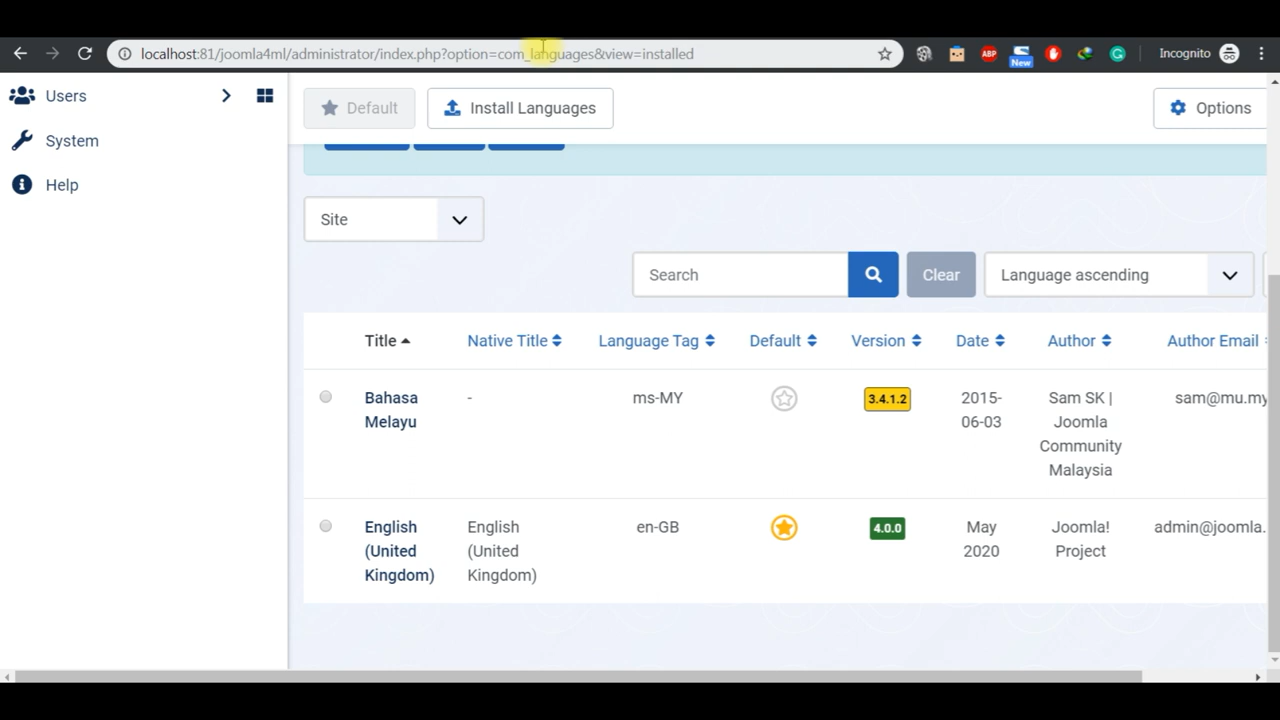 localhost:81/joomla4ml/administrator/index.php?option=com_languages&view=installed
ABP
New
Incognito
Users
System
Help
Default
Install Languages
Options
Site
Search
Clear
Language ascending
Title Native Title Language Tag Default Version Date Author Author Email
Bahasa - ms-MY 3.4.1.2 2015- Sam SK | sam@mu.my
Melayu 06-03 Joomla
Community
Malaysia
English English en-GB 4.0.0 May Joomla! admin@joomla.
(United (United 2020 Project
Kingdom) Kingdom)